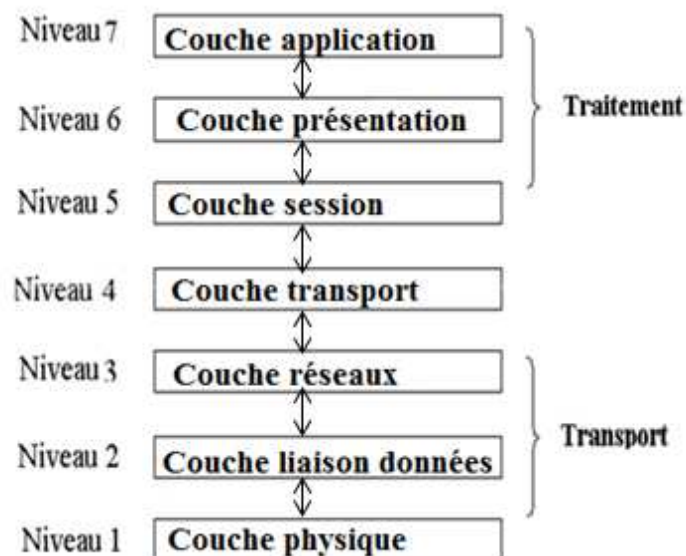 Niveau 7 Couche application
Traitement
Niveau 6 Couche présentation
Niveau 5 Couche session
Niveau 4 Couche transport
Niveau 3 Couche réseaux
Transport
Niveau 2 Couche liaison données
Niveau 1 Couche physique